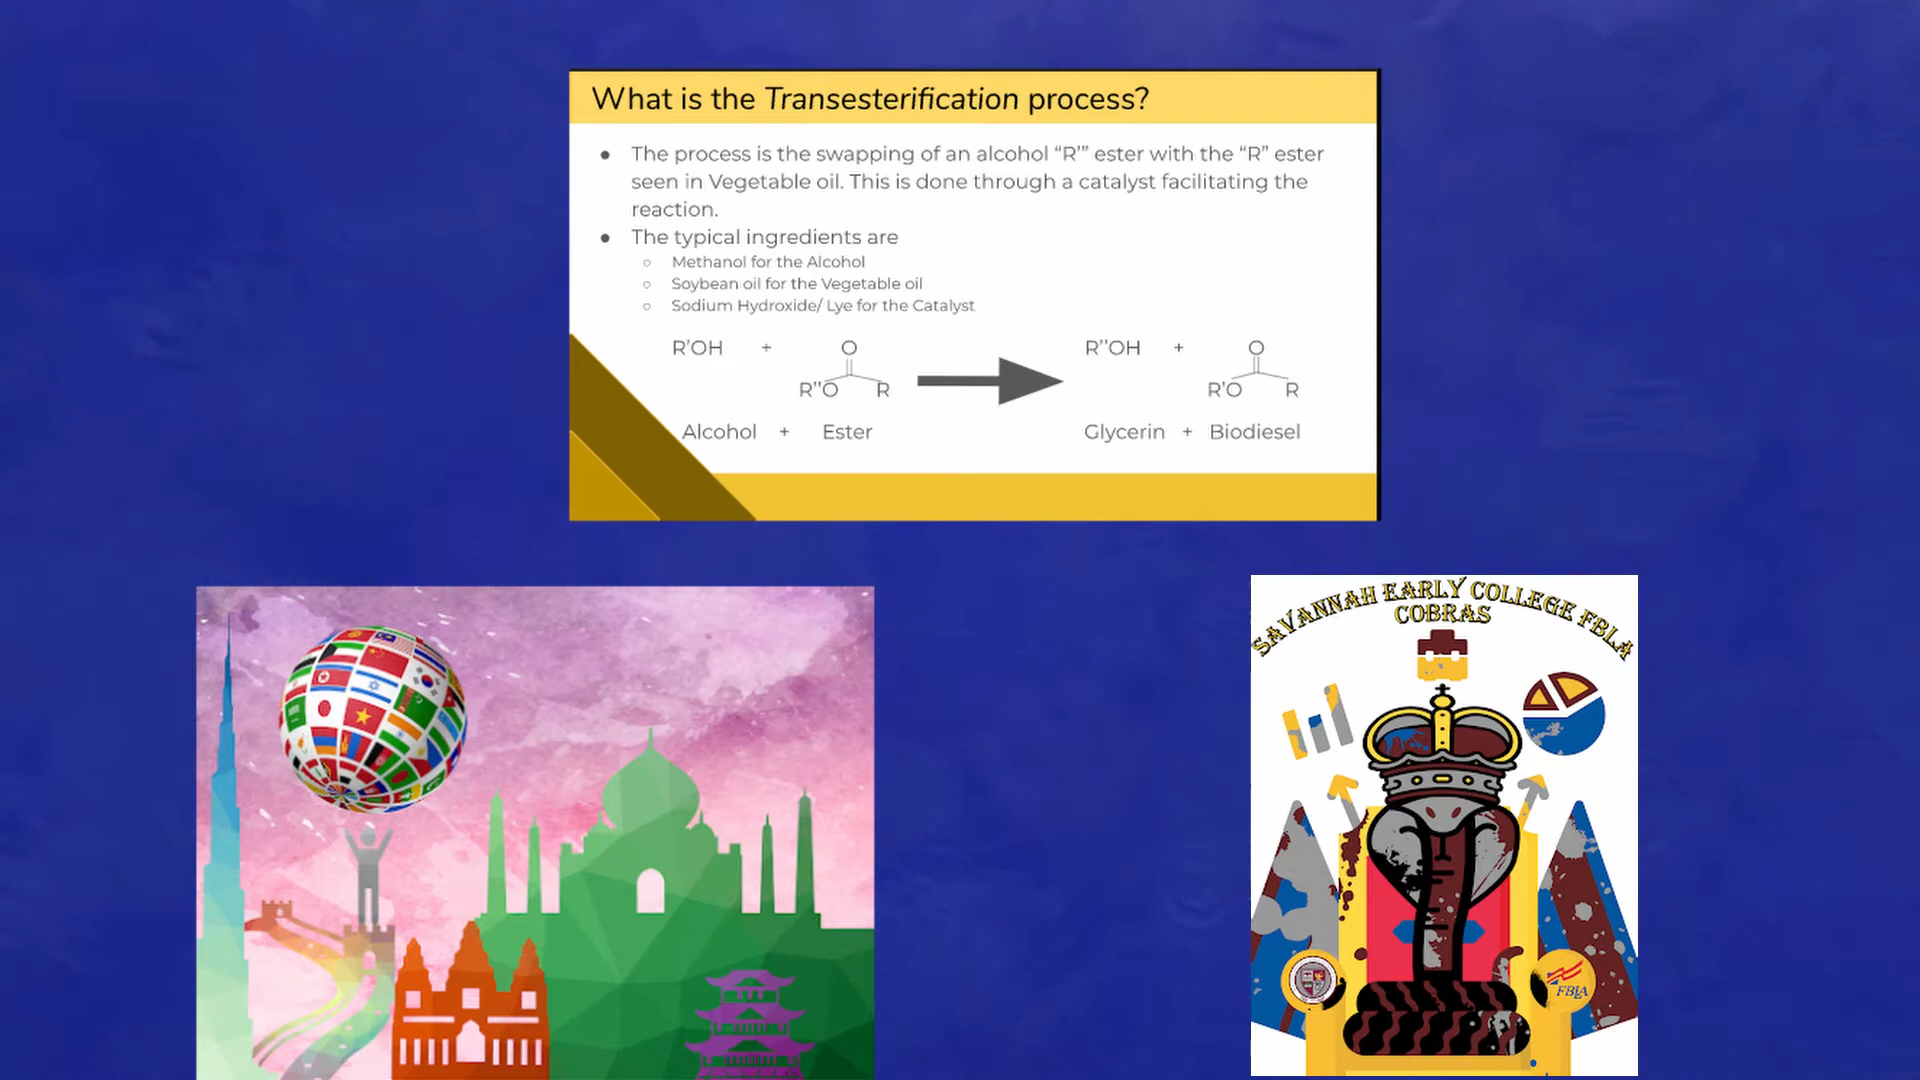 What is the Transesterification process?
● The process is the swapping of an alcohol “R’” ester with the “R” ester
seen in Vegetable oil. This is done through a catalyst facilitating the
reaction.
● The typical ingredients are
○ Methanol for the Alcohol
○ Soybean oil for the Vegetable oil
○ Sodium Hydroxide/ Lye for the Catalyst
R’OH + O R’’OH + O
R’’O R R’O R
Alcohol + Ester Glycerin + Biodiesel
SAVANNAH EARLY COLLEGE FBLA
COBRAS
FBLA